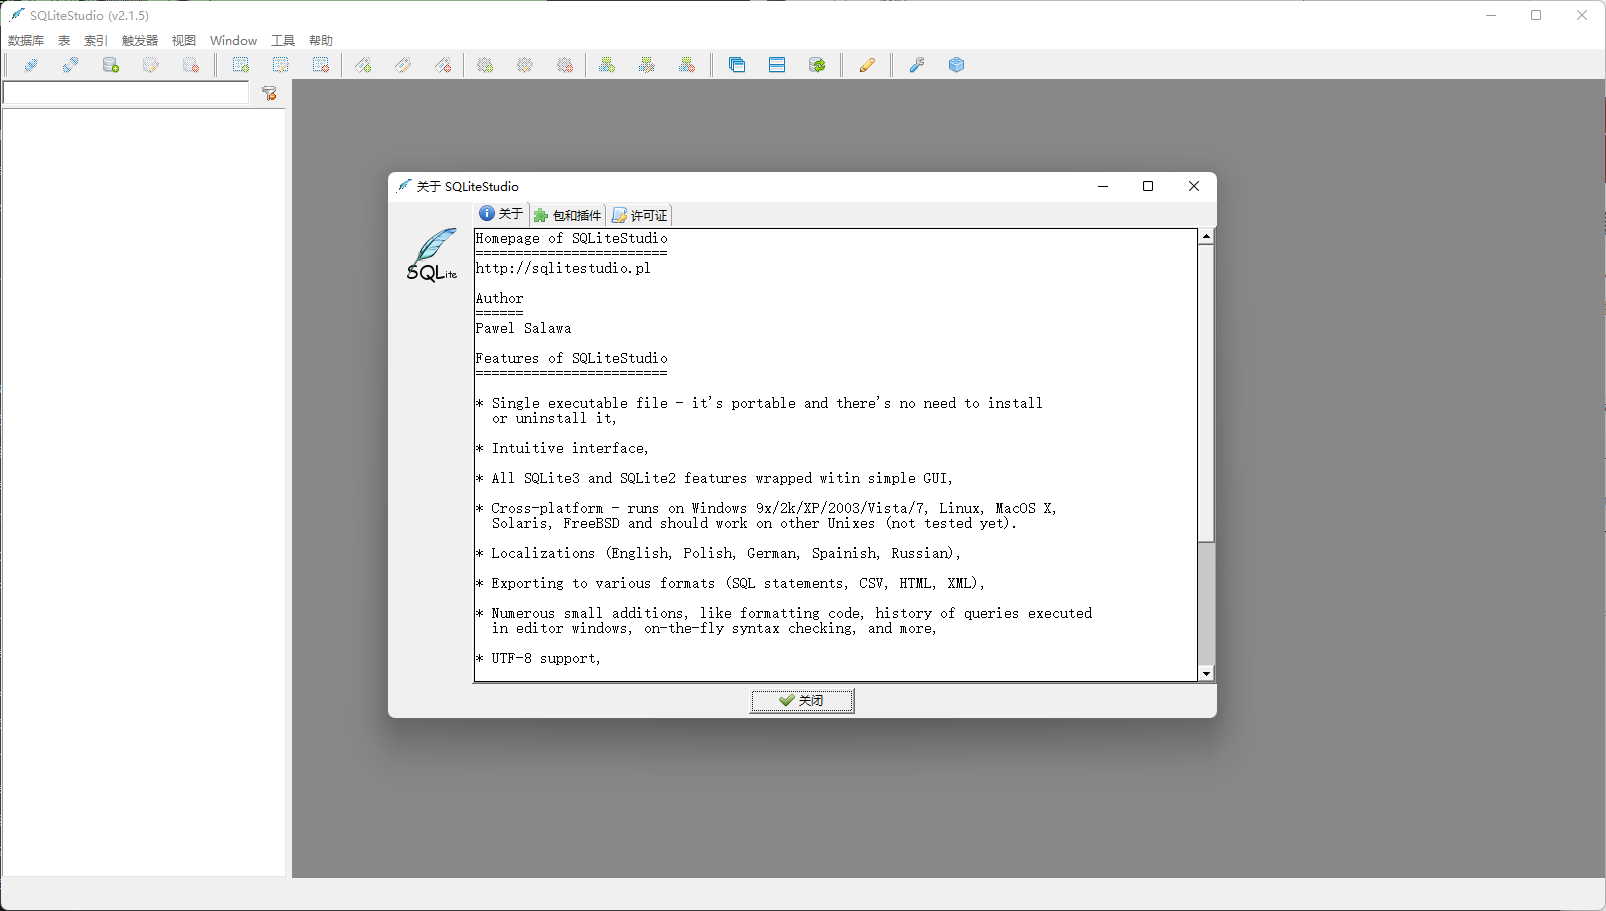 SQLiteStudio (v2.1.5)
数据库 表 索引 触发器 视图 Window 工具 帮助
关于 SQLiteStudio
关于 包和插件 许可证
SQLite
Homepage of SQLiteStudio
========================
http://sqlitestudio.pl
Author
======
Pawel Salawa
Features of SQLiteStudio
========================
* Single executable file - it's portable and there's no need to install
or uninstall it,
* Intuitive interface,
* All SQLite3 and SQLite2 features wrapped witin simple GUI,
* Cross-platform - runs on Windows 9x/2k/XP/2003/Vista/7, Linux, MacOS X,
Solaris, FreeBSD and should work on other Unixes (not tested yet).
* Localizations (English, Polish, German, Spainish, Russian),
* Exporting to various formats (SQL statements, CSV, HTML, XML),
* Numerous small additions, like formatting code, history of queries executed
in editor windows, on-the-fly syntax checking, and more,
* UTF-8 support,
关闭